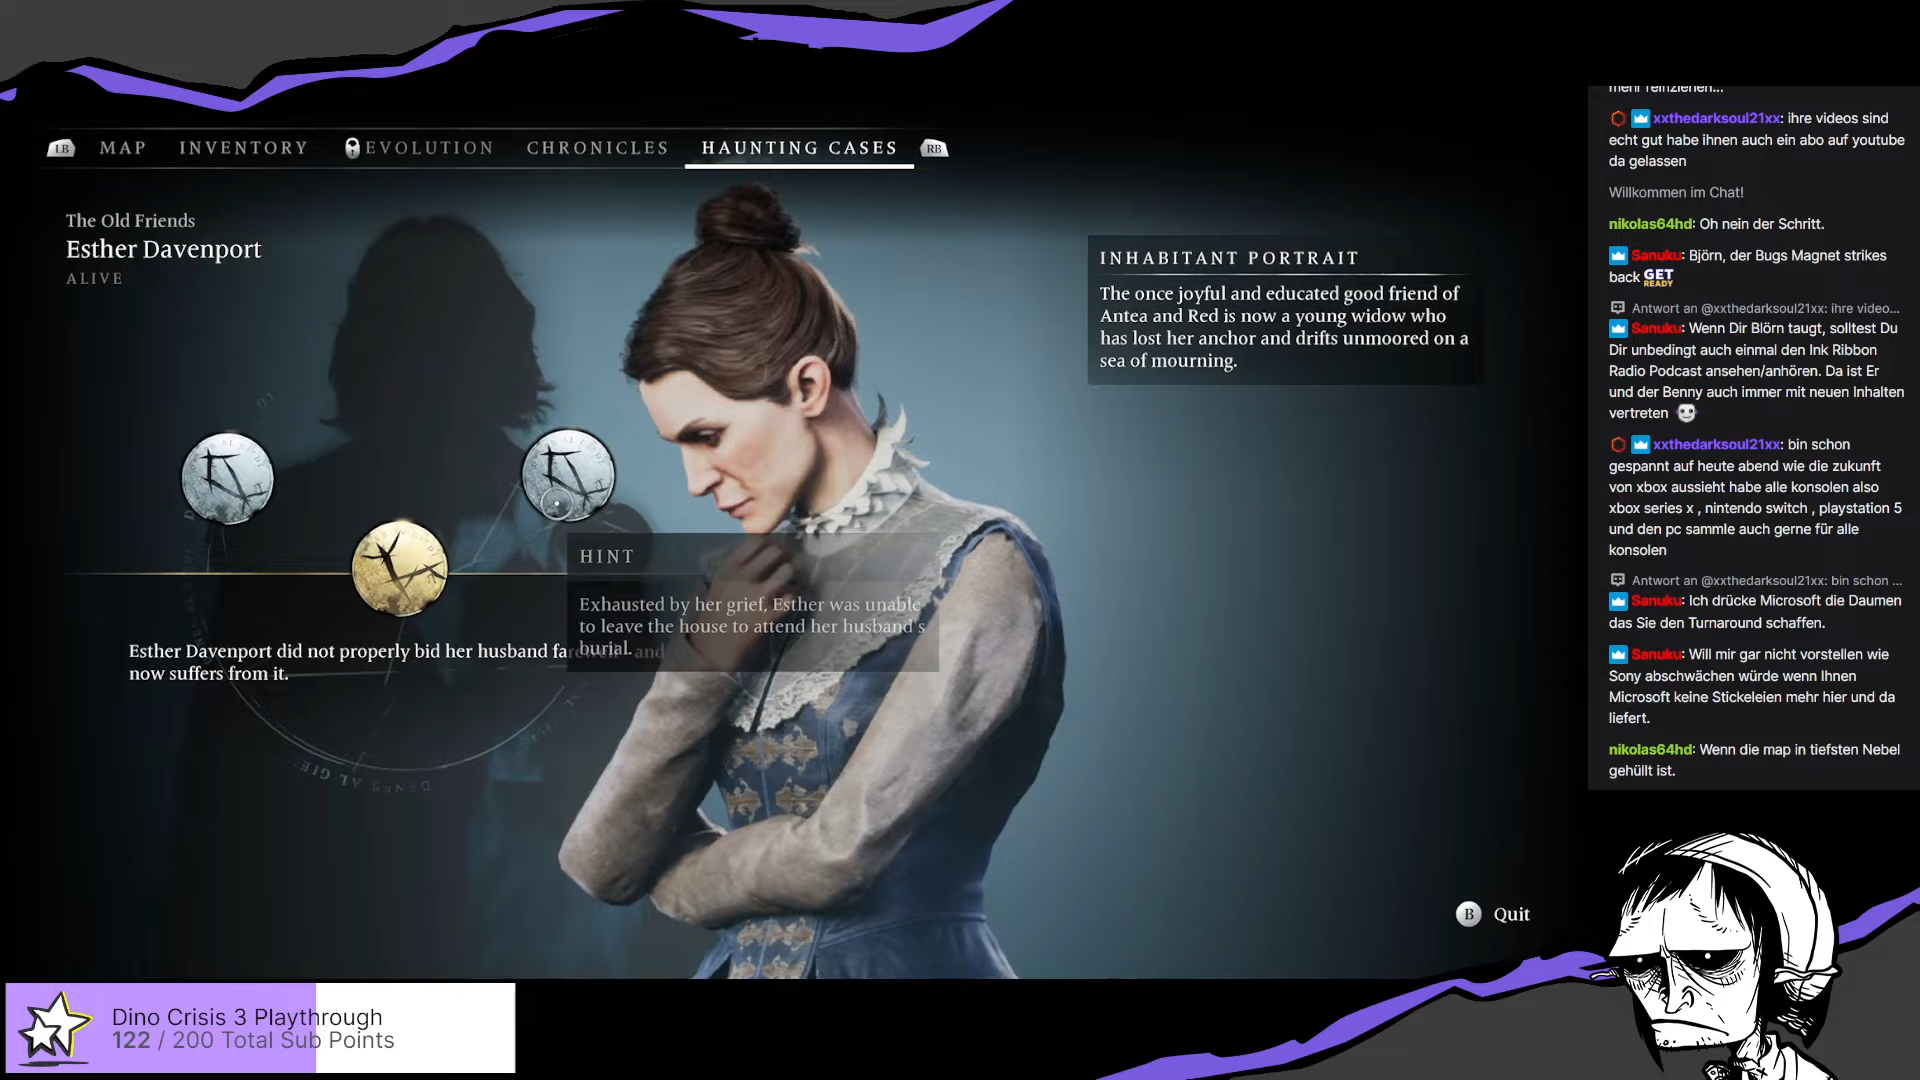 LB MAP INVENTORY EVOLUTION CHRONICLES HAUNTING CASES RB
The Old Friends
Esther Davenport
ALIVE
INHABITANT PORTRAIT
The once joyful and educated good friend of
Antea and Red is now a young widow who
has lost her anchor and drifts unmoored on a
sea of mourning.
HINT
Exhausted by her grief, Esther was unable
to leave the house to attend her husband's
burial.
Esther Davenport did not properly bid her husband farewell and
now suffers from it.
B Quit
Dino Crisis 3 Playthrough
122 / 200 Total Sub Points
mehr reinziehen...
xxthedarksoul21xx: ihre videos sind
echt gut habe ihnen auch ein abo auf youtube
da gelassen
Willkommen im Chat!
nikolas64hd: Oh nein der Schritt.
Sanuku: Björn, der Bugs Magnet strikes
back GET READY
Antwort an @xxthedarksoul21xx: ihre video...
Sanuku: Wenn Dir Blörn taugt, solltest Du
Dir unbedingt auch einmal den Ink Ribbon
Radio Podcast ansehen/anhören. Da ist Er
und der Benny auch immer mit neuen Inhalten
vertreten
xxthedarksoul21xx: bin schon
gespannt auf heute abend wie die zukunft
von xbox aussieht habe alle konsolen also
xbox series x , nintendo switch , playstation 5
und den pc sammle auch gerne für alle
konsolen
Antwort an @xxthedarksoul21xx: bin schon ...
Sanuku: Ich drücke Microsoft die Daumen
das Sie den Turnaround schaffen.
Sanuku: Will mir gar nicht vorstellen wie
Sony abschwächen würde wenn Ihnen
Microsoft keine Stickeleien mehr hier und da
liefert.
nikolas64hd: Wenn die map in tiefsten Nebel
gehüllt ist.